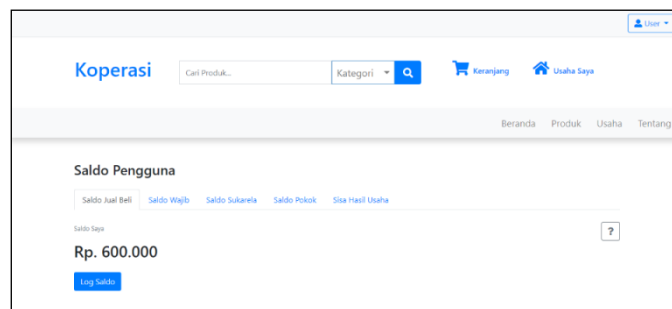 User
Koperasi
Cari Produk...
Kategori
Keranjang
Usaha Saya
Beranda Produk Usaha Tentang
Saldo Pengguna
Saldo Jual Beli Saldo Wajib Saldo Sukarela Saldo Pokok Sisa Hasil Usaha
Saldo Saya
?
Rp. 600.000
Log Saldo